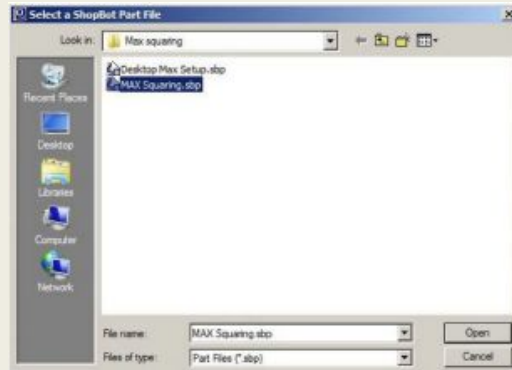 Select a ShopBot Part File
Look in:
Max squaring
Recent Places
Desktop
Libraries
Computer
Network
Desktop Max Setup.sbp
MAX Squaring.sbp
File name:
MAX Squaring.sbp
Open
Files of type:
Part Files (*.sbp)
Cancel